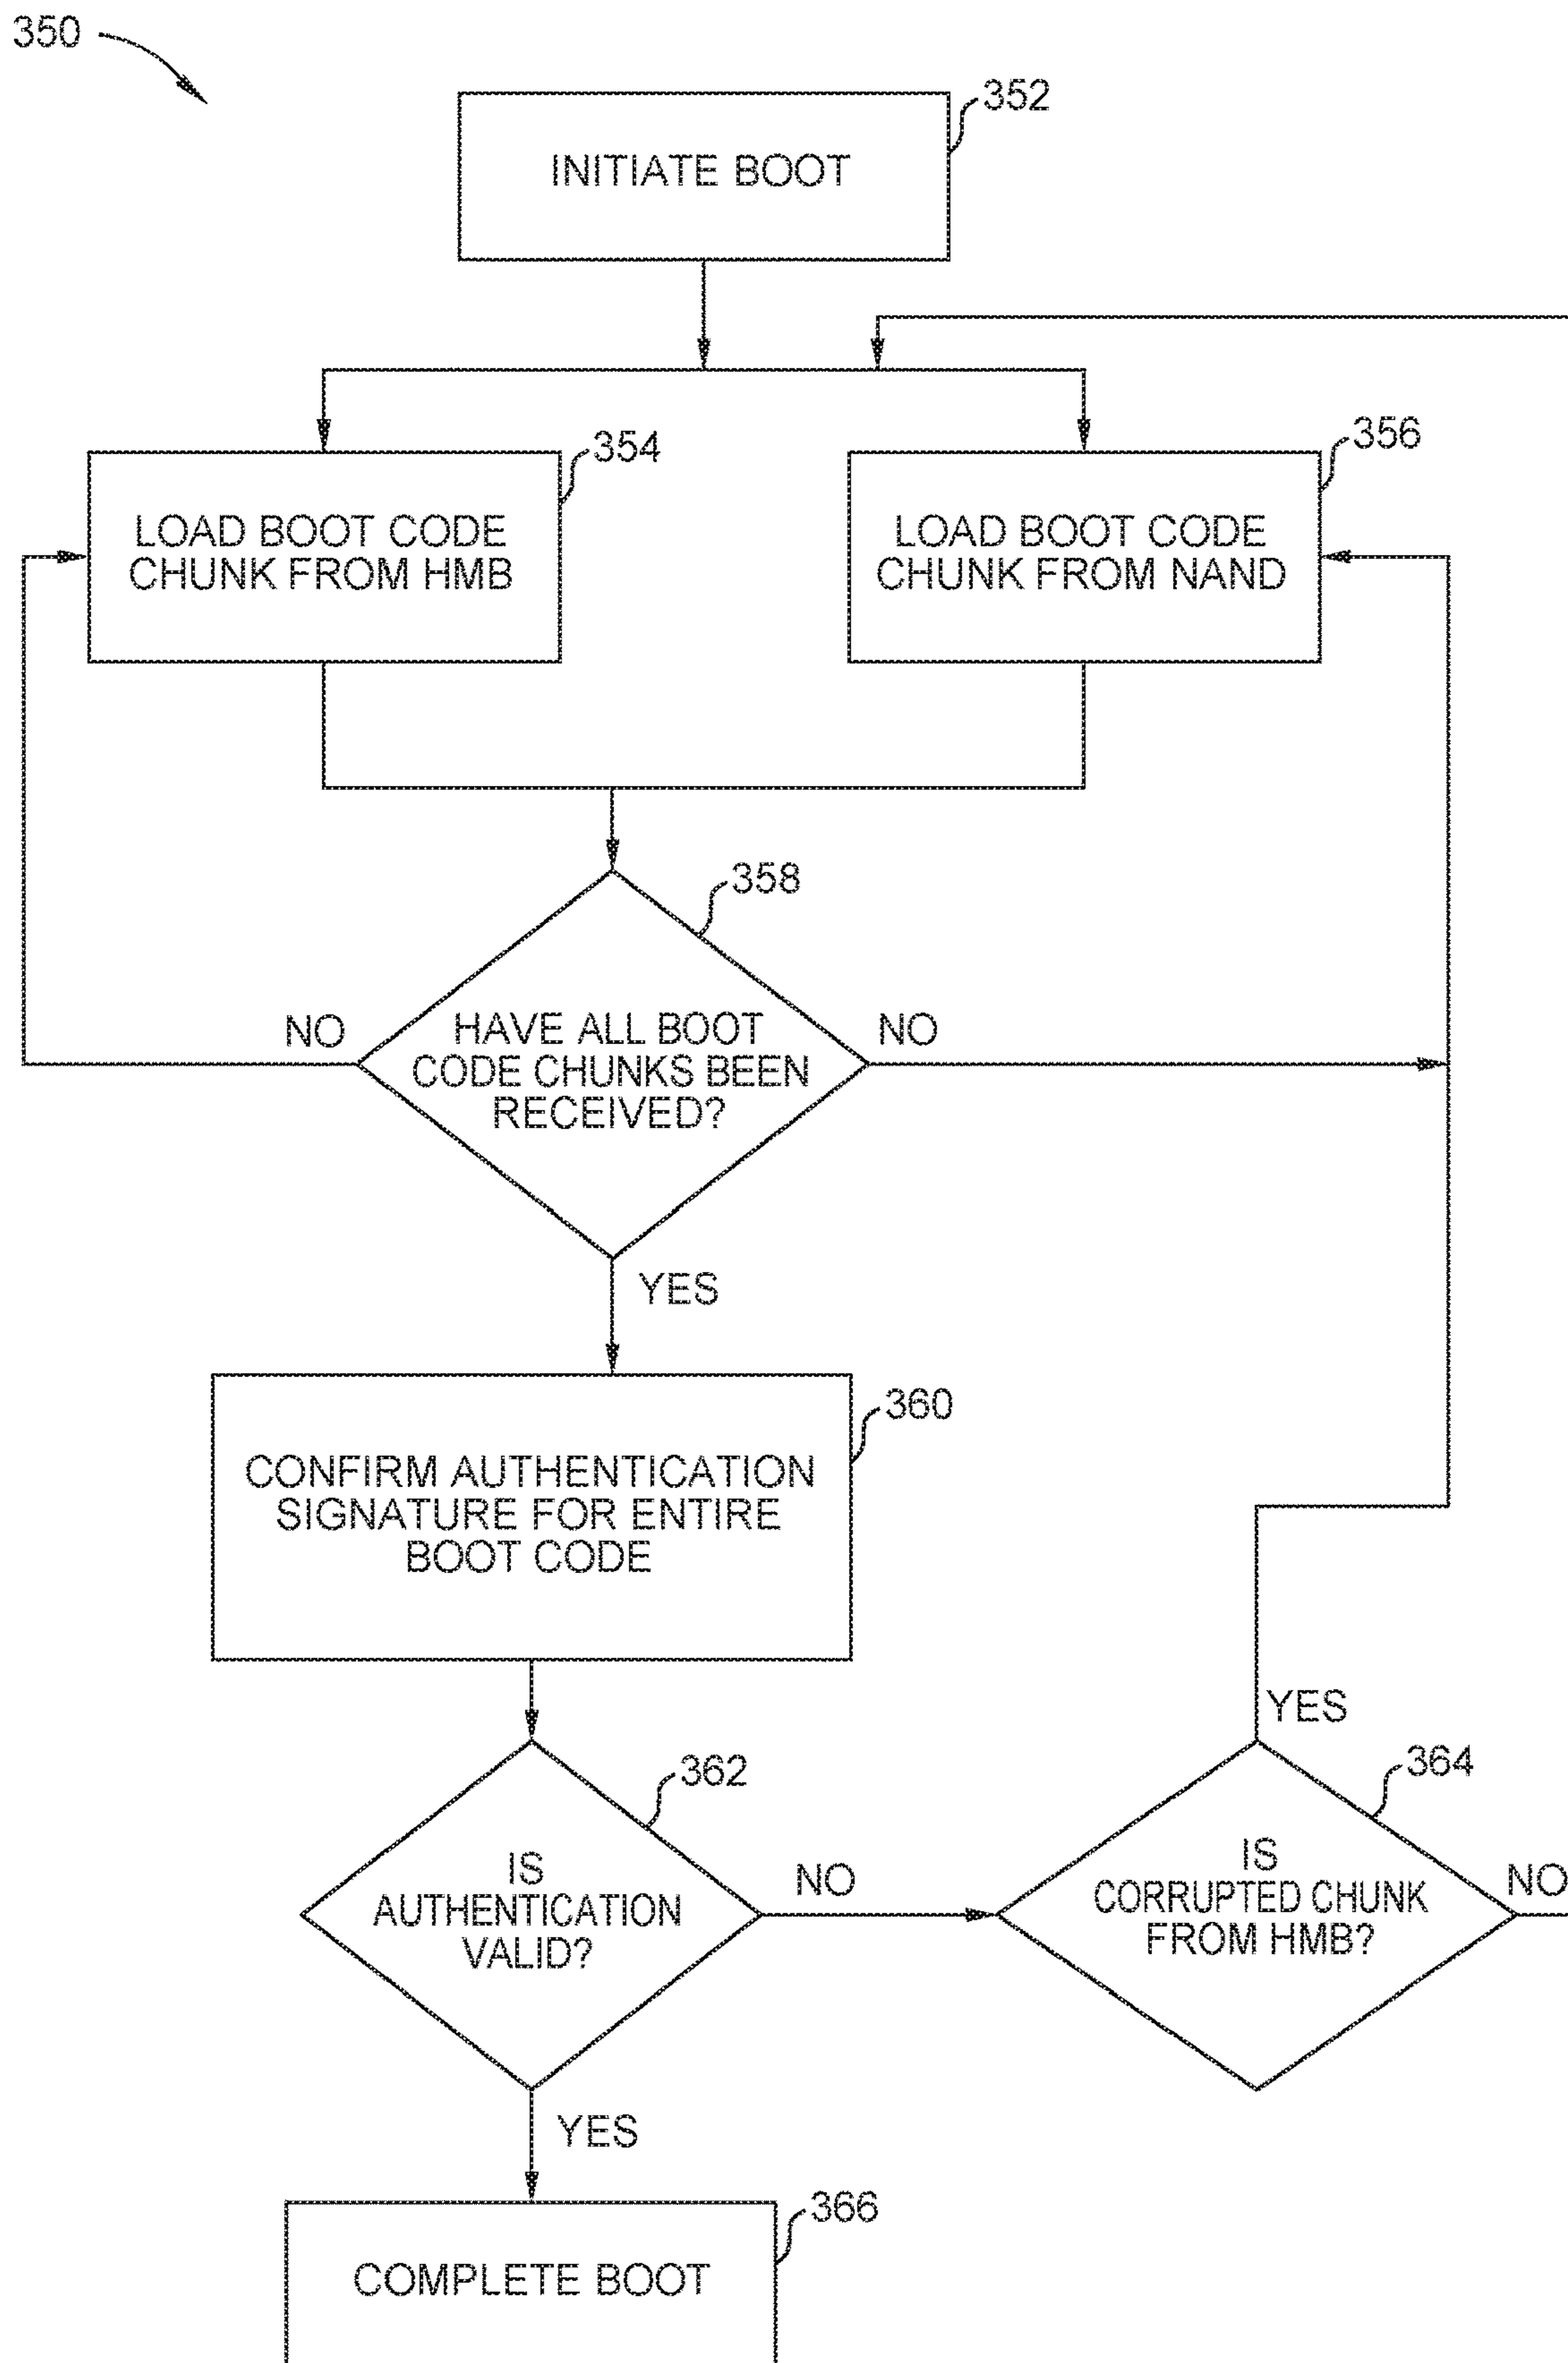 350
352
INITIATE BOOT
354
356
LOAD BOOT CODE
CHUNK FROM HMB
LOAD BOOT CODE
CHUNK FROM NAND
358
NO
HAVE ALL BOOT
CODE CHUNKS BEEN
RECEIVED?
NO
YES
360
CONFIRM AUTHENTICATION
SIGNATURE FOR ENTIRE
BOOT CODE
YES
362
364
IS
AUTHENTICATION
VALID?
NO
IS
CORRUPTED CHUNK
FROM HMB?
NO
YES
366
COMPLETE BOOT